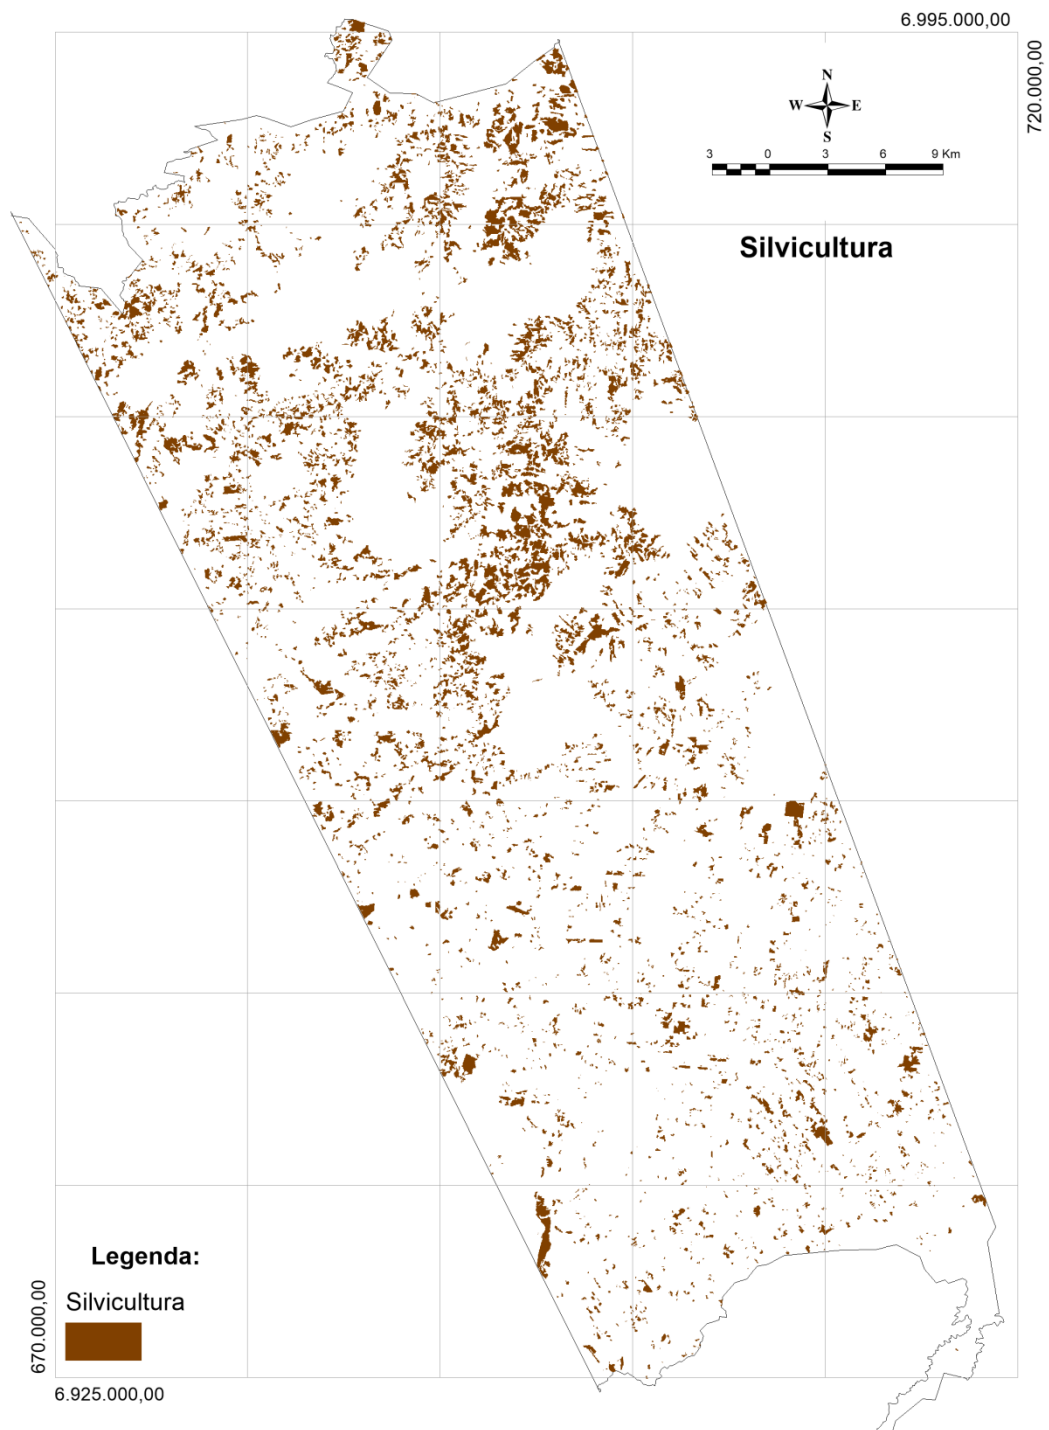 6.995.000,00
720.000,00
N
W E
S
3 0 3 6 9 Km
Silvicultura
Legenda:
Silvicultura
670.000,00
6.925.000,00